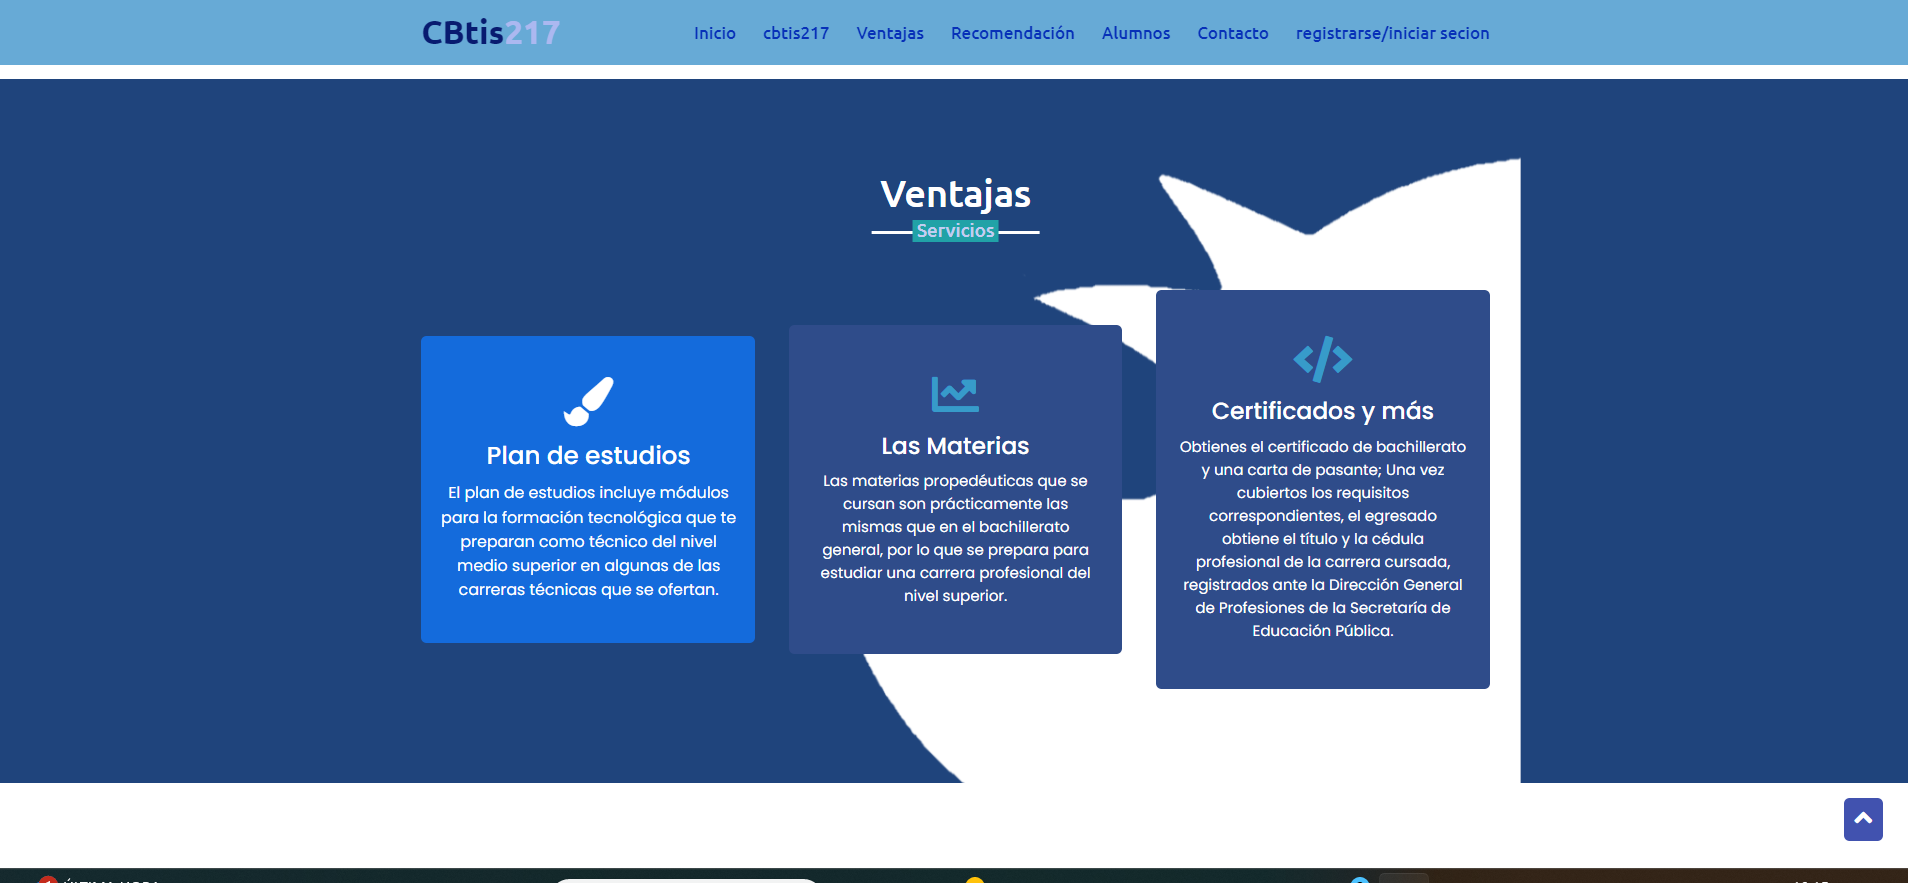 CBtis217
Inicio cbtis217 Ventajas Recomendación Alumnos Contacto registrarse/iniciar secion
Ventajas
Servicios
Plan de estudios
El plan de estudios incluye módulos
para la formación tecnológica que te
preparan como técnico del nivel
medio superior en algunas de las
carreras técnicas que se ofertan.
Las Materias
Las materias propedéuticas que se
cursan son prácticamente las
mismas que en el bachillerato
general, por lo que se prepara para
estudiar una carrera profesional del
nivel superior.
Certificados y más
Obtienes el certificado de bachillerato
y una carta de pasante; Una vez
cubiertos los requisitos
correspondientes, el egresado
obtiene el título y la cédula
profesional de la carrera cursada,
registrados ante la Dirección General
de Profesiones de la Secretaría de
Educación Pública.